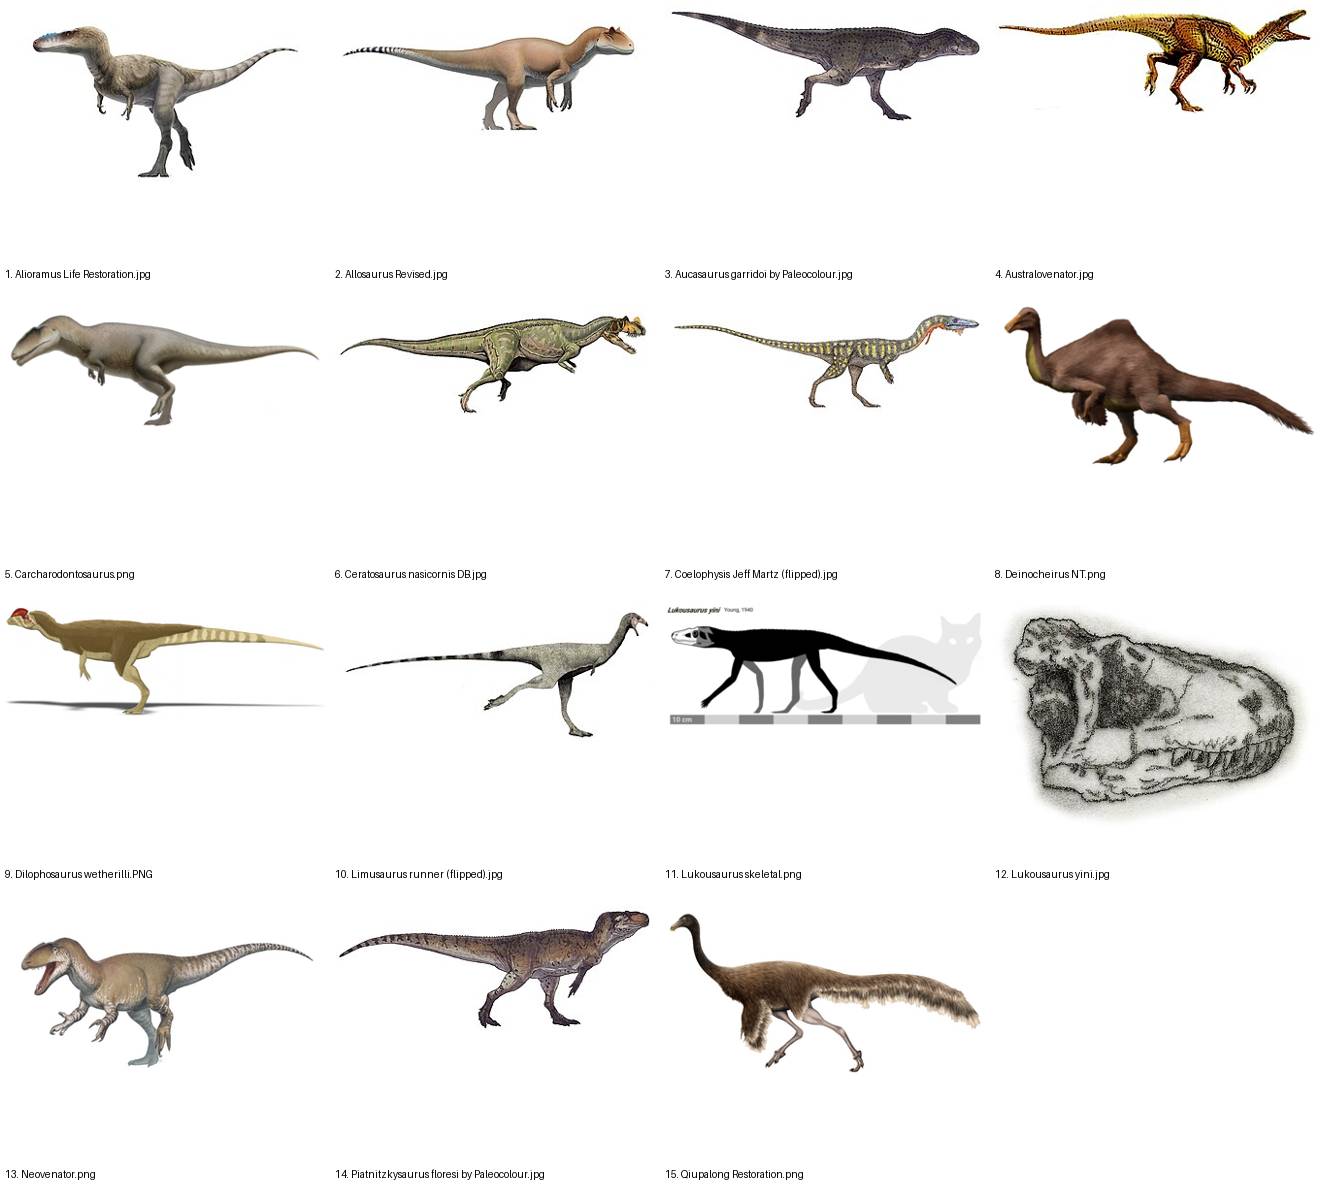 1. Alioramus Life Restoration.jpg
2. Allosaurus Revised.jpg
3. Aucasaurus garridoi by Paleocolour.jpg
4. Australovenator.jpg
5. Carcharodontosaurus.png
6. Ceratosaurus nasicornis DB.jpg
7. Coelophysis Jeff Martz (flipped).jpg
8. Deinocheirus NT.png
Lukousaurus yini Young, 1940
10 cm
9. Dilophosaurus wetherilli.PNG
10. Limusaurus runner (flipped).jpg
11. Lukousaurus skeletal.png
12. Lukousaurus yini.jpg
13. Neovenator.png
14. Piatnitzkysaurus floresi by Paleocolour.jpg
15. Qiupalong Restoration.png